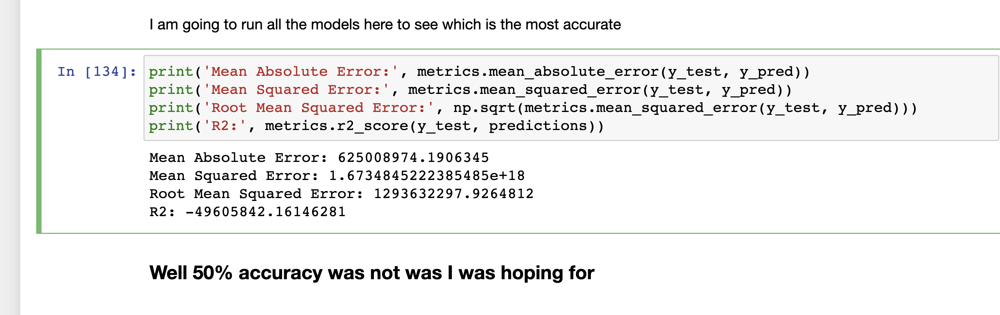 I am going to run all the models here to see which is the most accurate
In [134]:
print('Mean Absolute Error:', metrics.mean_absolute_error(y_test, y_pred))
print('Mean Squared Error:', metrics.mean_squared_error(y_test, y_pred))
print('Root Mean Squared Error:', np.sqrt(metrics.mean_squared_error(y_test, y_pred)))
print('R2:', metrics.r2_score(y_test, predictions))
Mean Absolute Error: 625008974.1906345
Mean Squared Error: 1.6734845222385485e+18
Root Mean Squared Error: 1293632297.9264812
R2: -49605842.16146281
Well 50% accuracy was not was I was hoping for